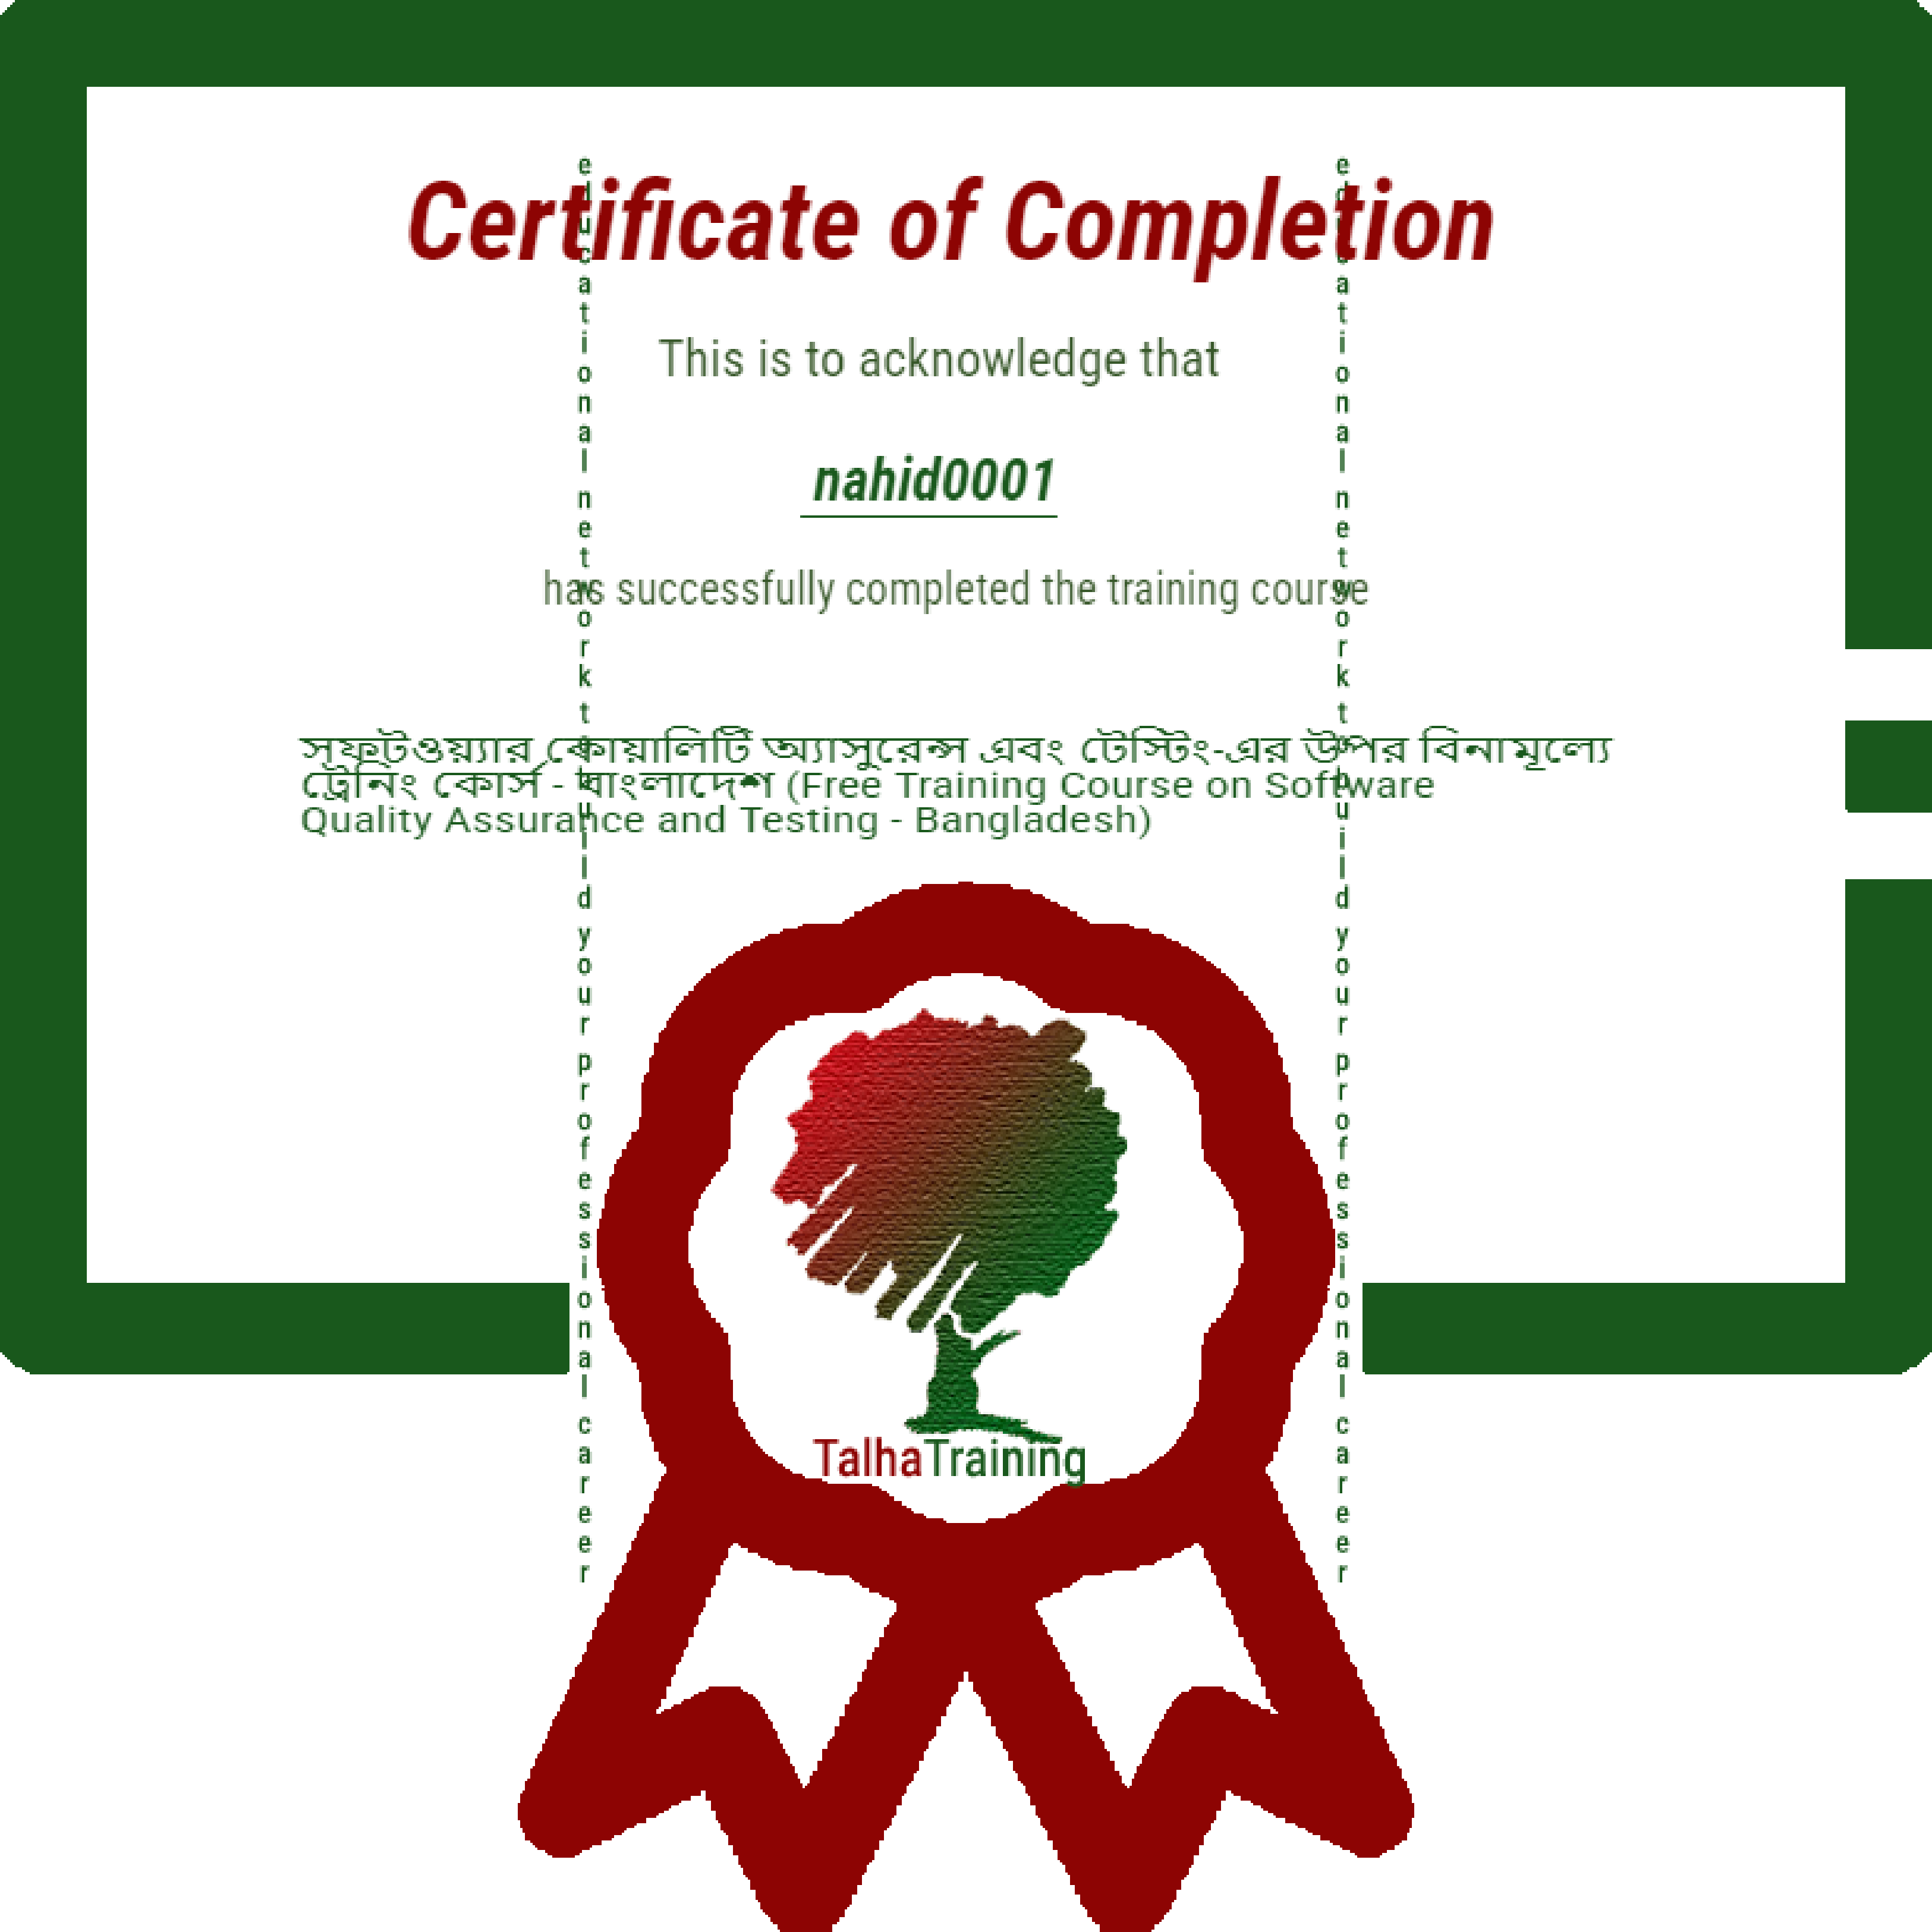 Certificate of Completion
This is to acknowledge that
nahid0001
has successfully completed the training course
সফটওয়্যার কোয়ালিটি অ্যাসুরেন্স এবং টেস্টিং-এর উপর বিনামূল্যে
ট্রেনিং কোর্স - বাংলাদেশ (Free Training Course on Software
Quality Assurance and Testing - Bangladesh)
educational network to build your professional career
educational network to build your professional career
TalhaTraining